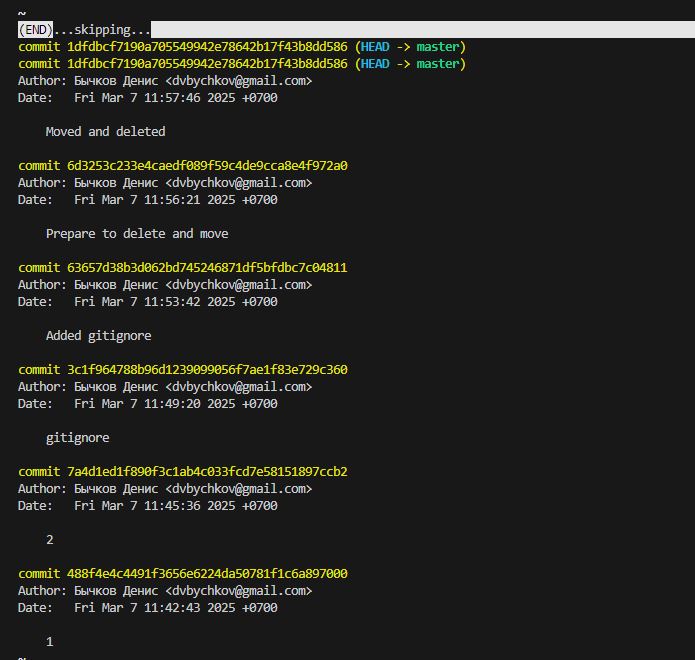 ~
(END)...skipping...
commit 1dfdbcf7190a705549942e78642b17f43b8dd586 (HEAD -> master)
commit 1dfdbcf7190a705549942e78642b17f43b8dd586 (HEAD -> master)
Author: Бычков Денис <dvbychkov@gmail.com>
Date:   Fri Mar 7 11:57:46 2025 +0700

    Moved and deleted

commit 6d3253c233e4caedf089f59c4de9cca8e4f972a0
Author: Бычков Денис <dvbychkov@gmail.com>
Date:   Fri Mar 7 11:56:21 2025 +0700

    Prepare to delete and move

commit 63657d38b3d062bd745246871df5bfdbc7c04811
Author: Бычков Денис <dvbychkov@gmail.com>
Date:   Fri Mar 7 11:53:42 2025 +0700

    Added gitignore

commit 3c1f964788b96d1239099056f7ae1f83e729c360
Author: Бычков Денис <dvbychkov@gmail.com>
Date:   Fri Mar 7 11:49:20 2025 +0700

    gitignore

commit 7a4d1ed1f890f3c1ab4c033fcd7e58151897ccb2
Author: Бычков Денис <dvbychkov@gmail.com>
Date:   Fri Mar 7 11:45:36 2025 +0700

    2

commit 488f4e4c4491f3656e6224da50781f1c6a897000
Author: Бычков Денис <dvbychkov@gmail.com>
Date:   Fri Mar 7 11:42:43 2025 +0700

    1
~